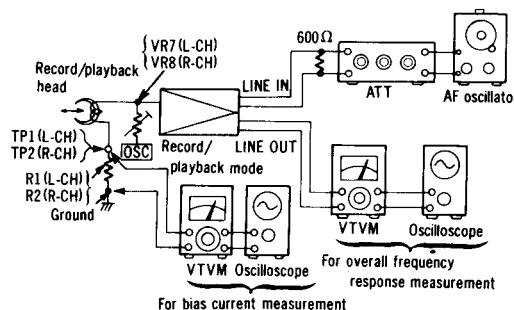 VR7 (L-CH)
VR8 (R-CH)
600Ω
Record/playback
head
LINE IN
ATT
AF oscillato
TP1 (L-CH)
TP2 (R-CH)
OSC
Record/
playback mode
LINE OUT
R1 (L-CH)
R2 (R-CH)
Ground
VTVM
Oscilloscope
VTVM
Oscilloscope
For overall frequency
response measurement
For bias current measurement